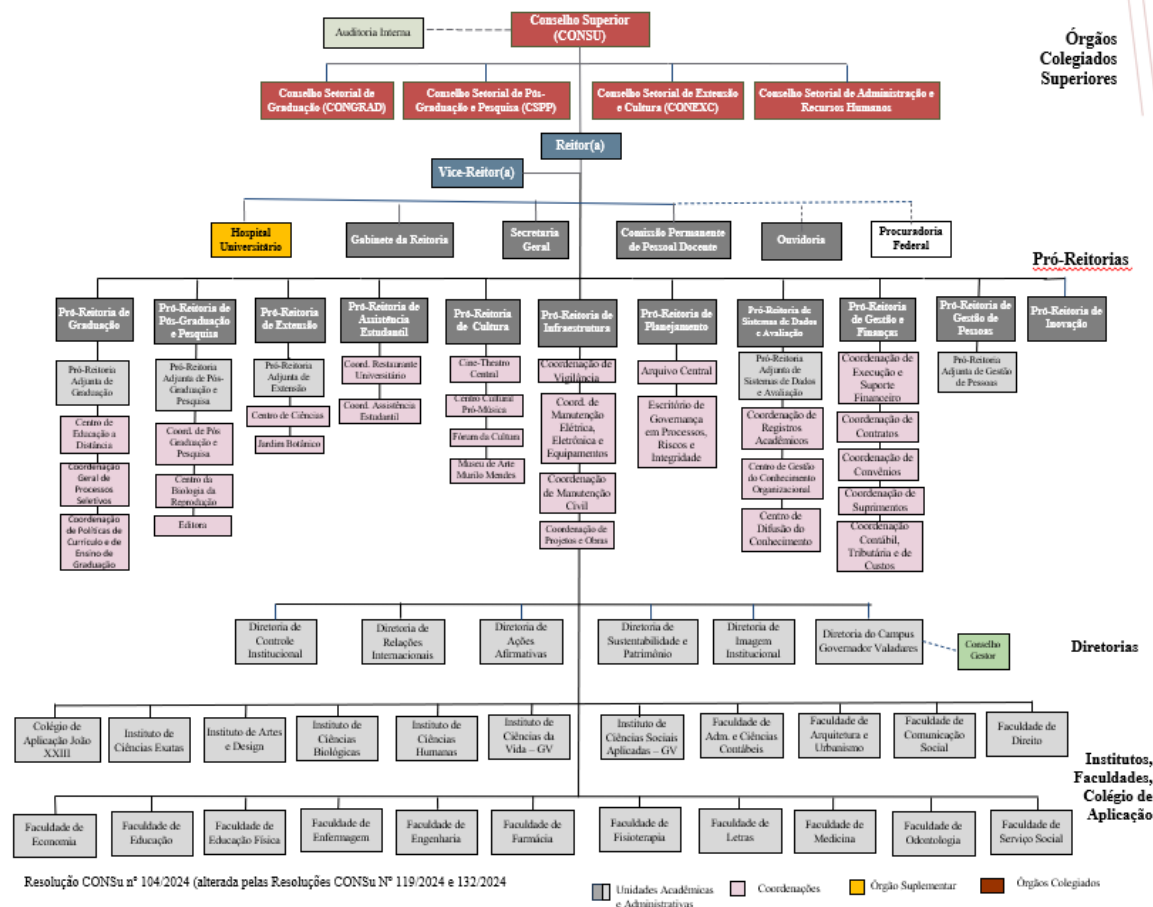 Conselho Superior
(CONSU)
Auditoria Interna
Órgãos
Colegiados
Superiores
Conselho Setorial de
Graduação (CONGRAD)
Conselho Setorial de Pós-
Graduação e Pesquisa (CSPP)
Conselho Setorial de Extensão
e Cultura (CONEXC)
Conselho Setorial de Administração e
Recursos Humanos
Reitor(a)
Vice-Reitor(a)
Hospital
Universitário
Gabinete da Reitoria
Secretaria
Geral
Comissão Permanente
de Pessoal Docente
Ouvidoria
Procuradoria
Federal
Pró-Reitorias
Pró-Reitoria de
Graduação
Pró-Reitoria
Adjunta de
Graduação
Centro de
Educação a
Distância
Coordenação
Geral de
Processos
Seletivos
Coordenação
de Políticas de
Currículo e de
Ensino de
Graduação
Pró-Reitoria de
Pós-Graduação
e Pesquisa
Pró-Reitoria
Adjunta de Pós-
Graduação e
Pesquisa
Coord. de Pós
Graduação e
Pesquisa
Centro da
Biologia da
Reprodução
Editora
Pró-Reitoria
de Extensão
Pró-Reitoria
Adjunta de
Extensão
Centro de Ciências
Jardim Botânico
Pró-Reitoria de
Assistência
Estudantil
Coord. Restaurante
Universitário
Coord. Assistência
Estudantil
Pró-Reitoria
de Cultura
Cine-Theatro
Central
Centro Cultural
Pró-Música
Fórum da Cultura
Museu de Arte
Murilo Mendes
Pró-Reitoria de
Infraestrutura
Coordenação de
Vigilância
Coord. de
Manutenção
Elétrica,
Eletrônica e
Equipamentos
Coordenação
de Manutenção
Civil
Coordenação de
Projetos e Obras
Pró-Reitoria de
Planejamento
Arquivo Central
Escritório de
Governança
em Processos,
Riscos e
Integridade
Pró-Reitoria de
Sistemas de Dados
e Avaliação
Pró-Reitoria
Adjunta de
Sistemas de Dados
e Avaliação
Coordenação de
Registros
Acadêmicos
Centro de Gestão
do Conhecimento
Organizacional
Centro de
Difusão do
Conhecimento
Pró-Reitoria
de Gestão e
Finanças
Coordenação de
Execução e
Suporte
Financeiro
Coordenação de
Contratos
Coordenação de
Convênios
Coordenação de
Suprimentos
Coordenação
Contábil,
Tributária e de
Custos
Pró-Reitoria
de Gestão de
Pessoas
Pró-Reitoria
Adjunta de Gestão
de Pessoas
Pró-Reitoria de
Inovação
Diretoria de
Controle
Institucional
Diretoria de
Relações
Internacionais
Diretoria de
Ações
Afirmativas
Diretoria de
Sustentabilidade e
Patrimônio
Diretoria de
Imagem
Institucional
Diretoria do Campus
Governador Valadares
Conselho
Gestor
Diretorias
Colégio de
Aplicação João
XXIII
Instituto de
Ciências Exatas
Instituto de Artes
e Design
Instituto de
Ciências
Biológicas
Instituto de
Ciências
Humanas
Instituto de
Ciências da
Vida – GV
Instituto de
Ciências Sociais
Aplicadas – GV
Faculdade de
Adm. e Ciências
Contábeis
Faculdade de
Arquitetura e
Urbanismo
Faculdade de
Comunicação
Social
Faculdade de
Direito
Institutos,
Faculdades,
Colégio de
Aplicação
Faculdade de
Economia
Faculdade de
Educação
Faculdade de
Educação Física
Faculdade de
Enfermagem
Faculdade de
Engenharia
Faculdade de
Farmácia
Faculdade de
Fisioterapia
Faculdade de
Letras
Faculdade de
Medicina
Faculdade de
Odontologia
Faculdade de
Serviço Social
Resolução CONSu nº 104/2024 (alterada pelas Resoluções CONSu Nº 119/2024 e 132/2024
Unidades Acadêmicas
e Administrativas
Coordenações
Órgão Suplementar
Órgãos Colegiados